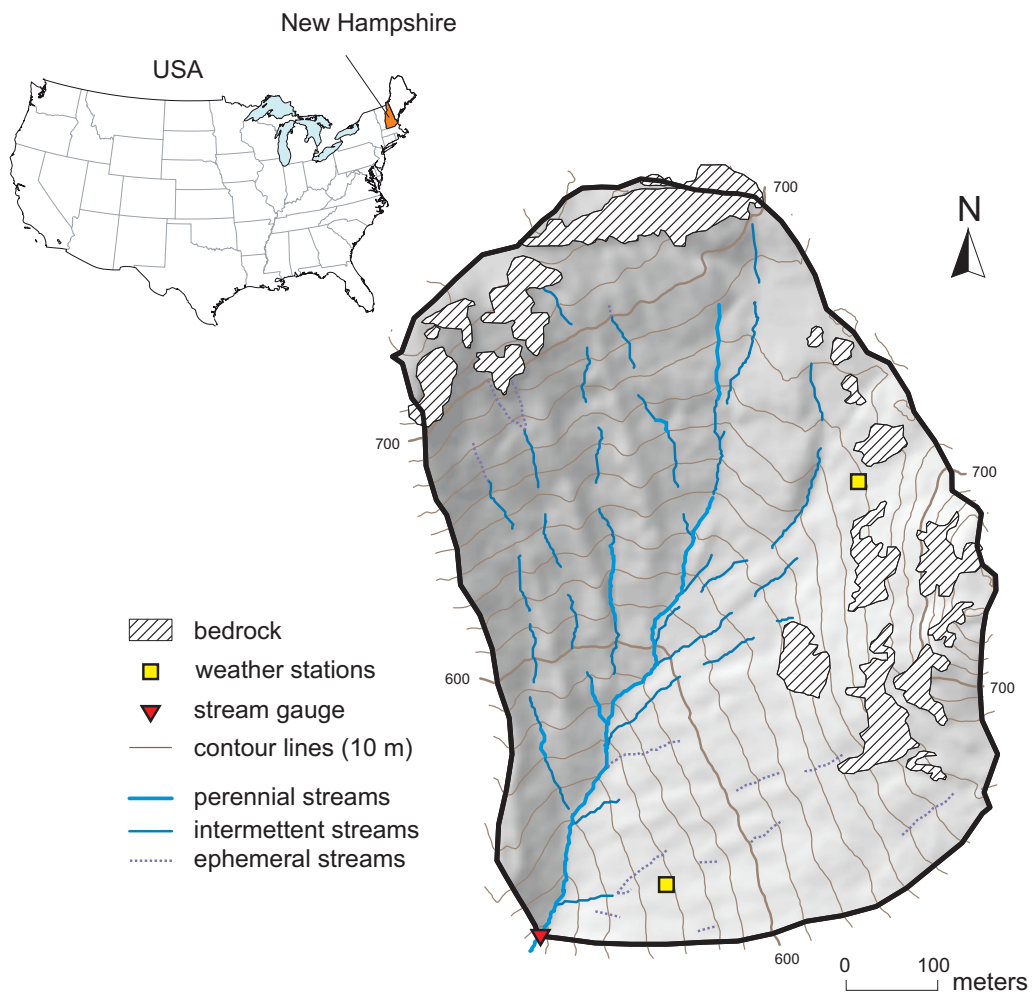 New Hampshire
USA
700
N
700
700
bedrock
weather stations
600
700
stream gauge
contour lines (10 m)
perennial streams
intermettent streams
ephemeral streams
600
0 100
meters